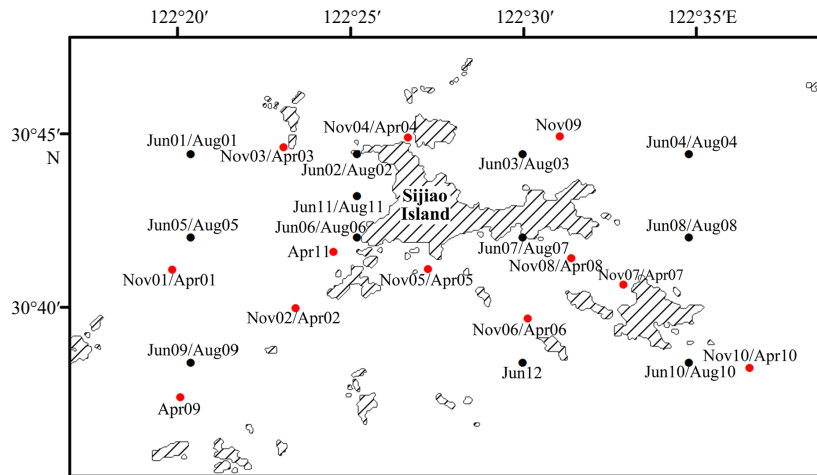 122°20′
122°25′
122°30′
122°35′E
30°45′
N
30°40′
Nov04/Apr04
Nov09
Jun01/Aug01
Nov03/Apr03
Jun02/Aug02
Jun03/Aug03
Jun04/Aug04
Sijiao
Island
Jun11/Aug11
Jun05/Aug05
Jun06/Aug06
Jun07/Aug07
Jun08/Aug08
Apr11
Nov01/Apr01
Nov05/Apr05
Nov08/Apr08
Nov07/Apr07
Nov02/Apr02
Nov06/Apr06
Jun09/Aug09
Jun12
Nov10/Apr10
Jun10/Aug10
Apr09